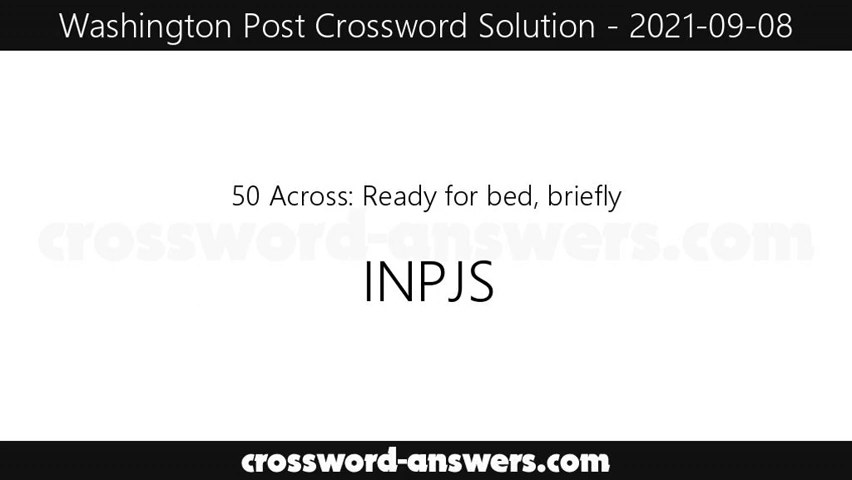 Washington Post Crossword Solution - 2021-09-08
50 Across: Ready for bed, briefly
crossword-answers.com
INPJS
crossword-answers.com